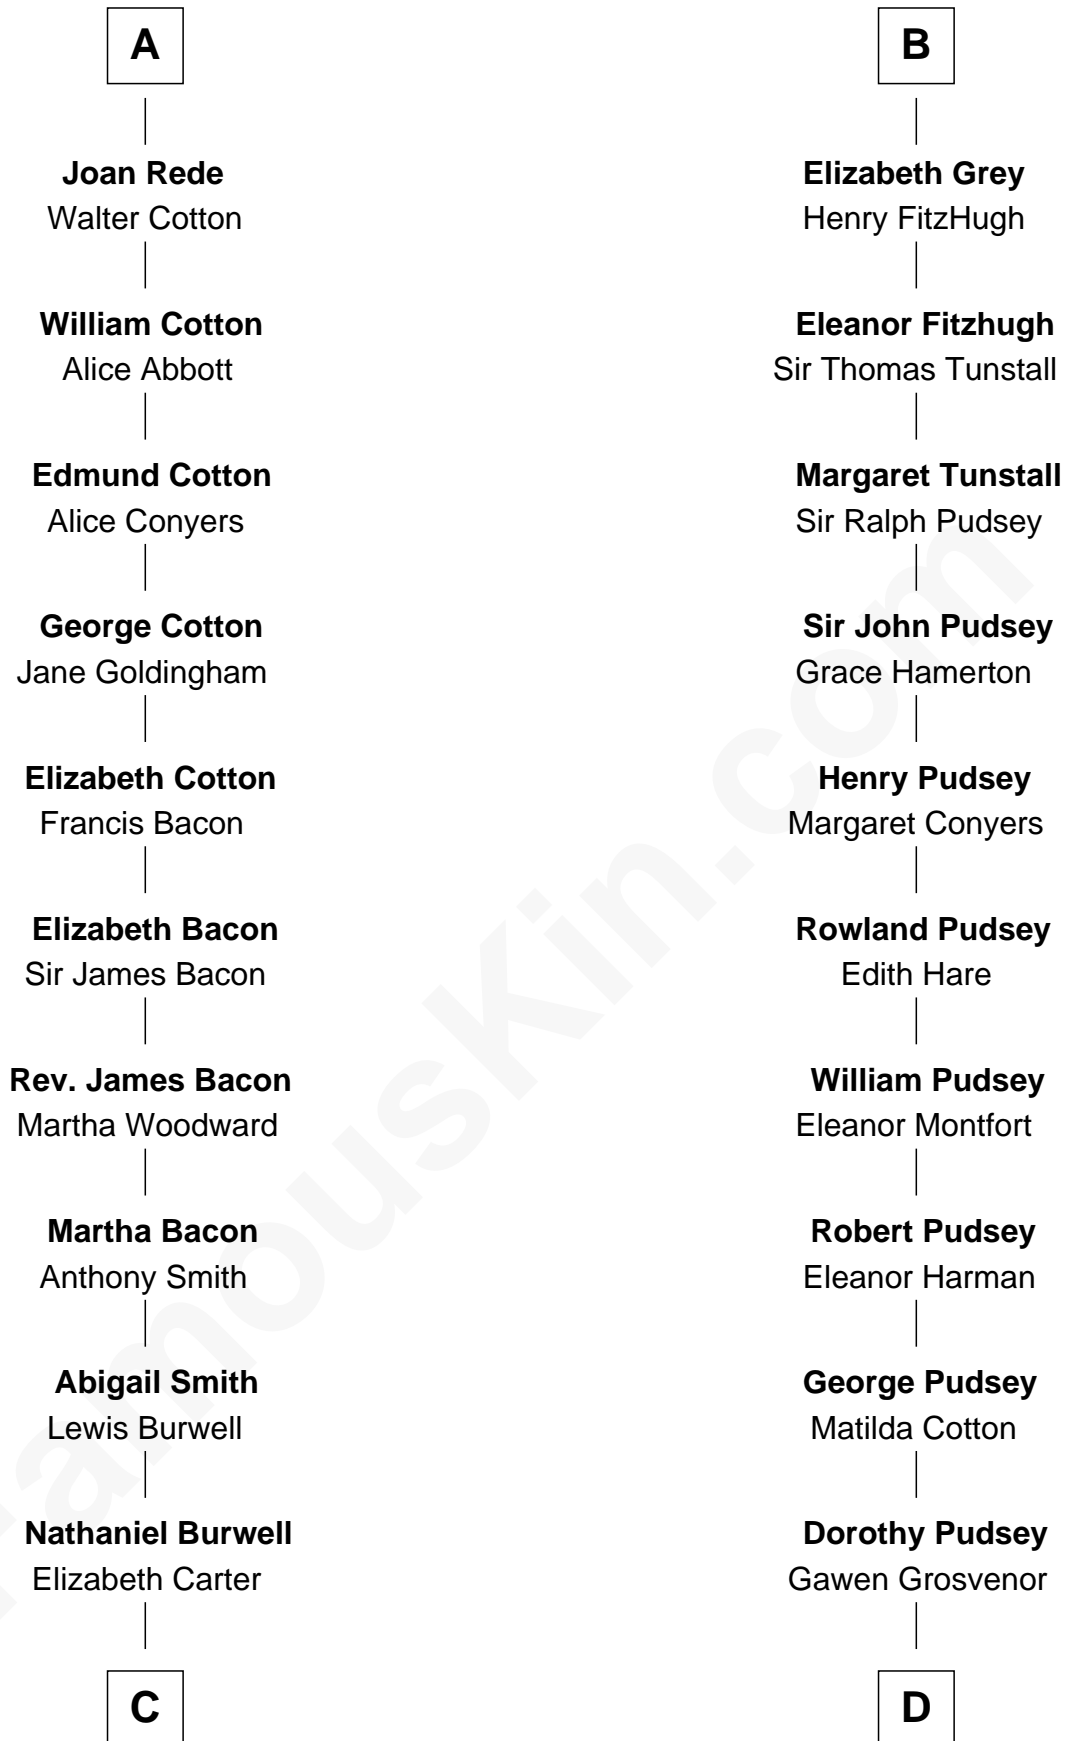 A
Joan Rede
Walter Cotton
William Cotton
Alice Abbott
Edmund Cotton
Alice Conyers
George Cotton
Jane Goldingham
Elizabeth Cotton
Francis Bacon
Elizabeth Bacon
Sir James Bacon
Rev. James Bacon
Martha Woodward
Martha Bacon
Anthony Smith
Abigail Smith
Lewis Burwell
Nathaniel Burwell
Elizabeth Carter
C
B
Elizabeth Grey
Henry FitzHugh
Eleanor Fitzhugh
Sir Thomas Tunstall
Margaret Tunstall
Sir Ralph Pudsey
Sir John Pudsey
Grace Hamerton
Henry Pudsey
Margaret Conyers
Rowland Pudsey
Edith Hare
William Pudsey
Eleanor Montfort
Robert Pudsey
Eleanor Harman
George Pudsey
Matilda Cotton
Dorothy Pudsey
Gawen Grosvenor
D
FamousKin.com